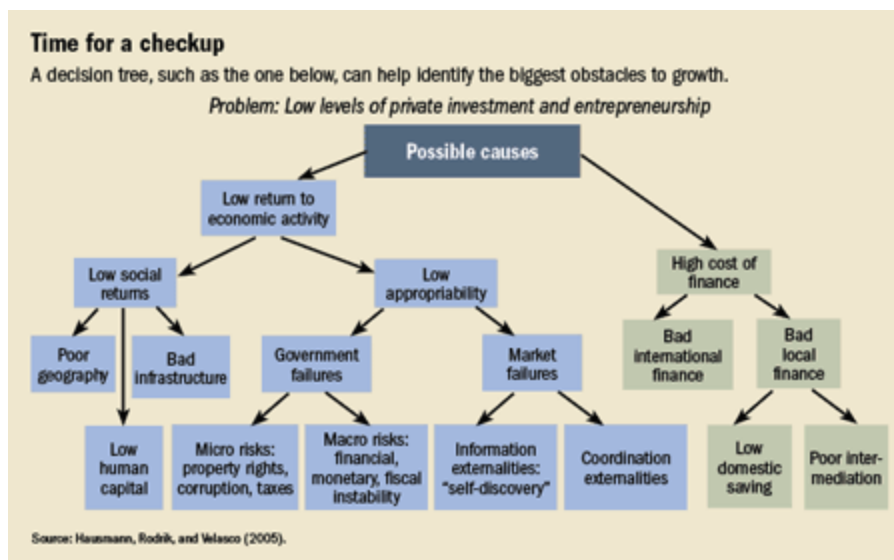 Time for a checkup
A decision tree, such as the one below, can help identify the biggest obstacles to growth.
Problem: Low levels of private investment and entrepreneurship
Possible causes
Low return to
economic activity
High cost of
finance
Low social
returns
Low
appropriability
Bad
international
finance
Bad
local
finance
Poor
geography
Bad
infrastructure
Government
failures
Market
failures
Low
human
capital
Micro risks:
property rights,
corruption, taxes
Macro risks:
financial,
monetary, fiscal
instability
Information
externalities:
"self-discovery"
Coordination
externalities
Low
domestic
saving
Poor inter-
mediation
Source: Hausmann, Rodrik, and Velasco (2005).